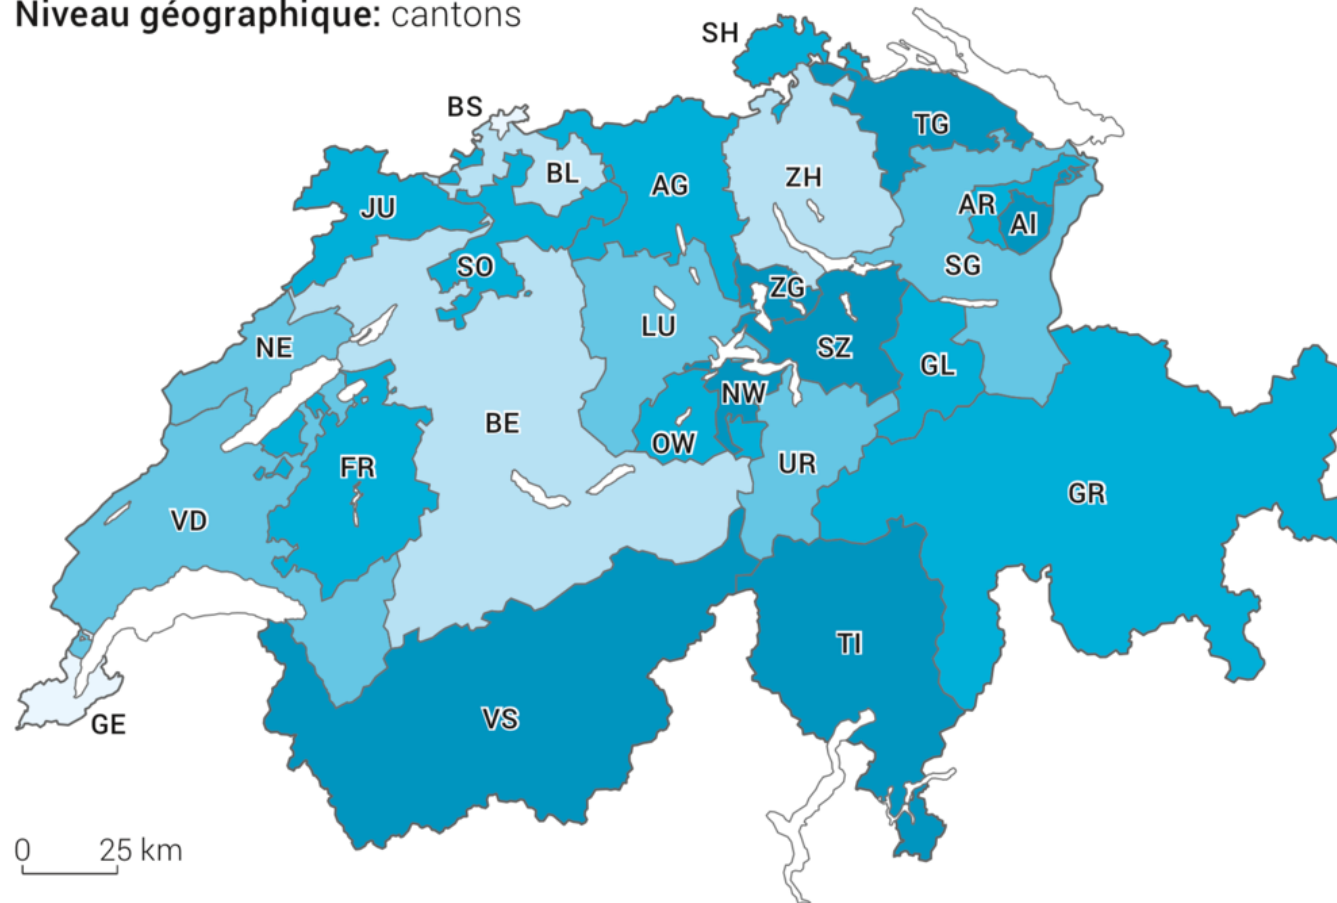 Niveau géographique: cantons
SH
BS
TG
BL
ZH
AG
JU
AR
AI
SO
SG
ZG
LU
NE
SZ
GL
NW
BE
OW
FR
UR
GR
VD
TI
VS
GE
0 25 km